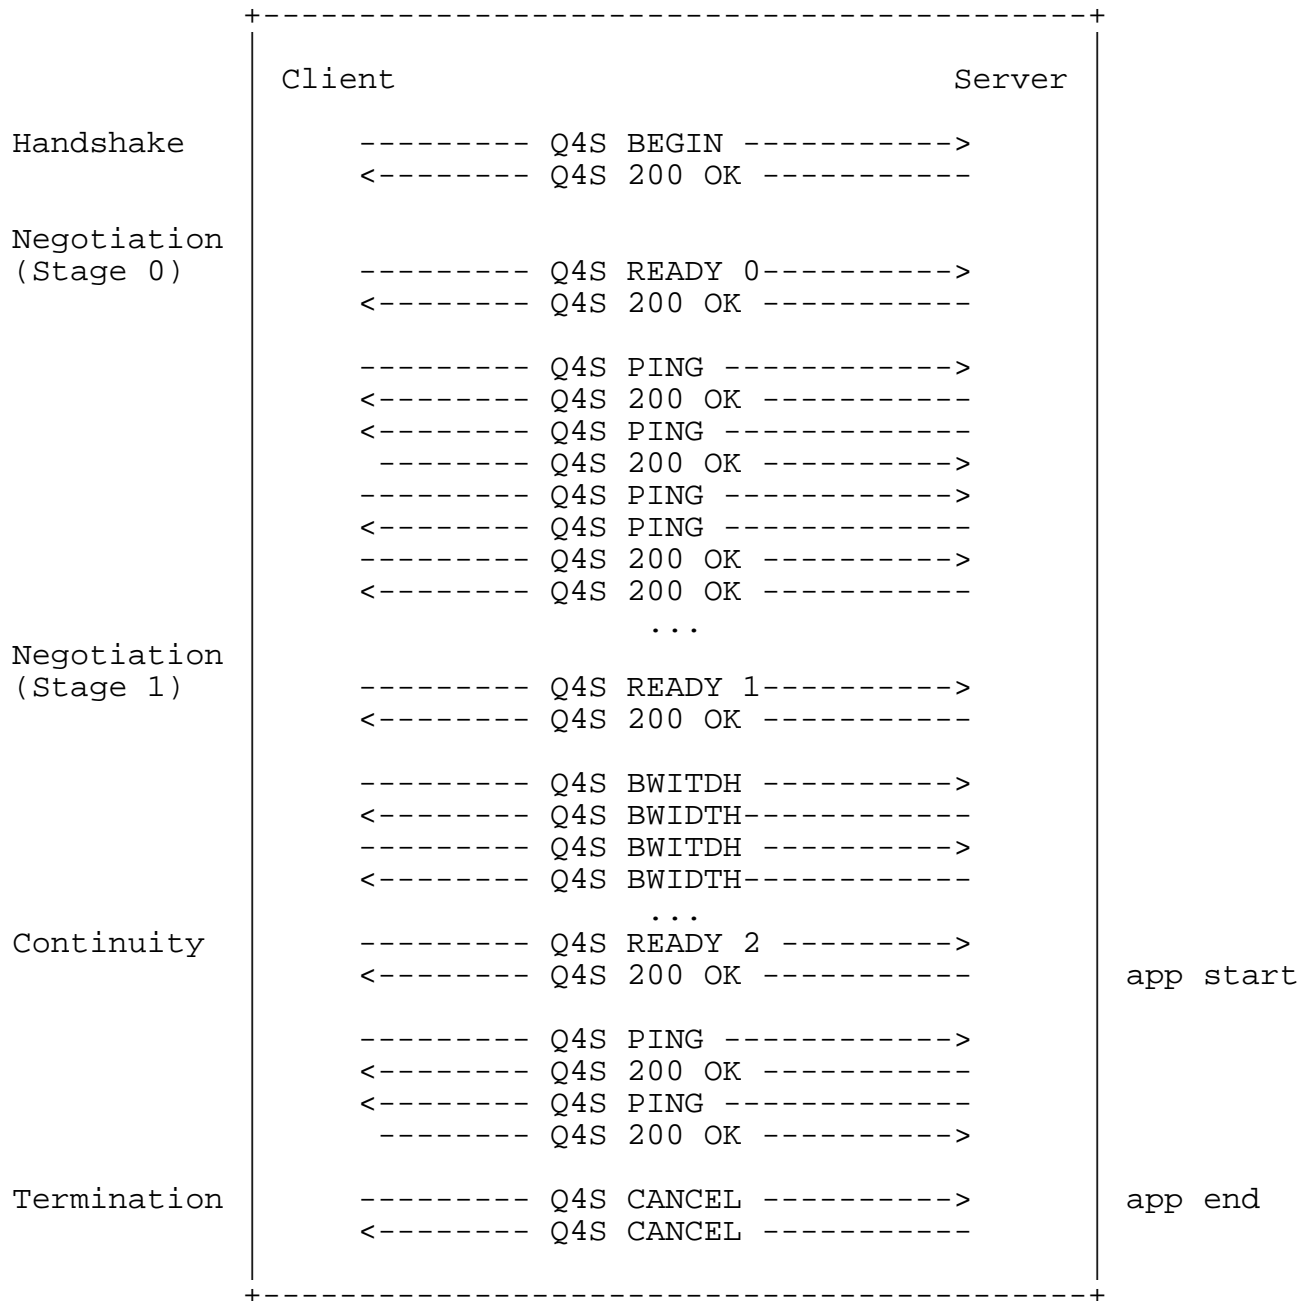 +-------------------------------------------+
Client Server
Handshake --------- Q4S BEGIN ----------->
<-------- Q4S 200 OK -----------
Negotiation
(Stage 0) --------- Q4S READY 0---------->
<-------- Q4S 200 OK -----------
--------- Q4S PING ------------>
<-------- Q4S 200 OK -----------
<-------- Q4S PING -------------
-------- Q4S 200 OK ---------->
--------- Q4S PING ------------>
<-------- Q4S PING -------------
--------- Q4S 200 OK ---------->
<-------- Q4S 200 OK -----------
...
Negotiation
(Stage 1) --------- Q4S READY 1---------->
<-------- Q4S 200 OK -----------
--------- Q4S BWITDH ---------->
<-------- Q4S BWIDTH------------
--------- Q4S BWITDH ---------->
<-------- Q4S BWIDTH------------
...
Continuity --------- Q4S READY 2 --------->
<-------- Q4S 200 OK ----------- app start
--------- Q4S PING ------------>
<-------- Q4S 200 OK -----------
<-------- Q4S PING -------------
-------- Q4S 200 OK ---------->
Termination --------- Q4S CANCEL ----------> app end
<-------- Q4S CANCEL -----------
+-------------------------------------------+